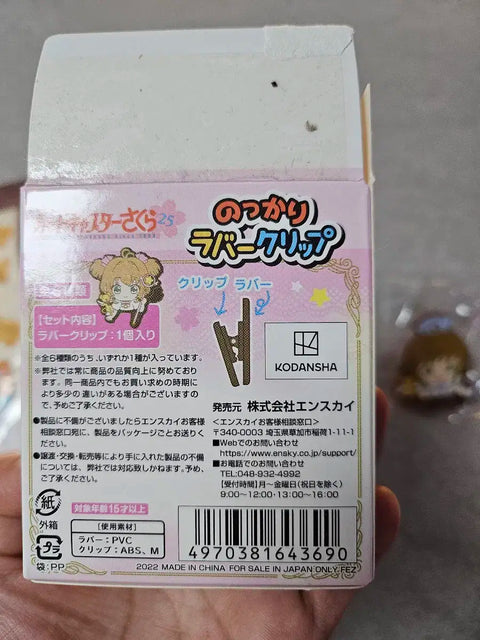 カードキャプターさくら25
のっかり
ラバークリップ
クリップ ラバー
【セット内容】
ラバークリップ:1個入り
※全6種類のうち、いずれか1種が入っています。
※弊社では常に商品の品質向上に努めて
おります。同一商品内でもお買い求めの時期に
より多少の違いがある場合がございますの
で、予めご了承ください。
●製品に不備がございましたらエンスカイお客様
相談窓口宛に、製品をパッケージごとお送りく
ださい。
●譲渡・交換・転売等により手に入れた製品の不備
については、弊社では対応致しかねます。予め、
ご了承ください。
KODANSHA
発売元 株式会社エンスカイ
<エンスカイお客様相談窓口>
〒340-0003 埼玉県草加市稲荷1-11-1
■Webでのお問い合わせ
https://www.ensky.co.jp/support/
■お電話でのお問い合わせ
TEL:048-932-4992
【受付時間】月〜金曜日(祝日を除く)
9:00〜12:00・13:00〜16:00
紙
外箱
プラ
袋:PP
対象年齢15才以上
【使用素材】
ラバー:PVC
クリップ:ABS、M
4970381643690
2022 MADE IN CHINA FOR SALE IN JAPAN ONLY.FEZ